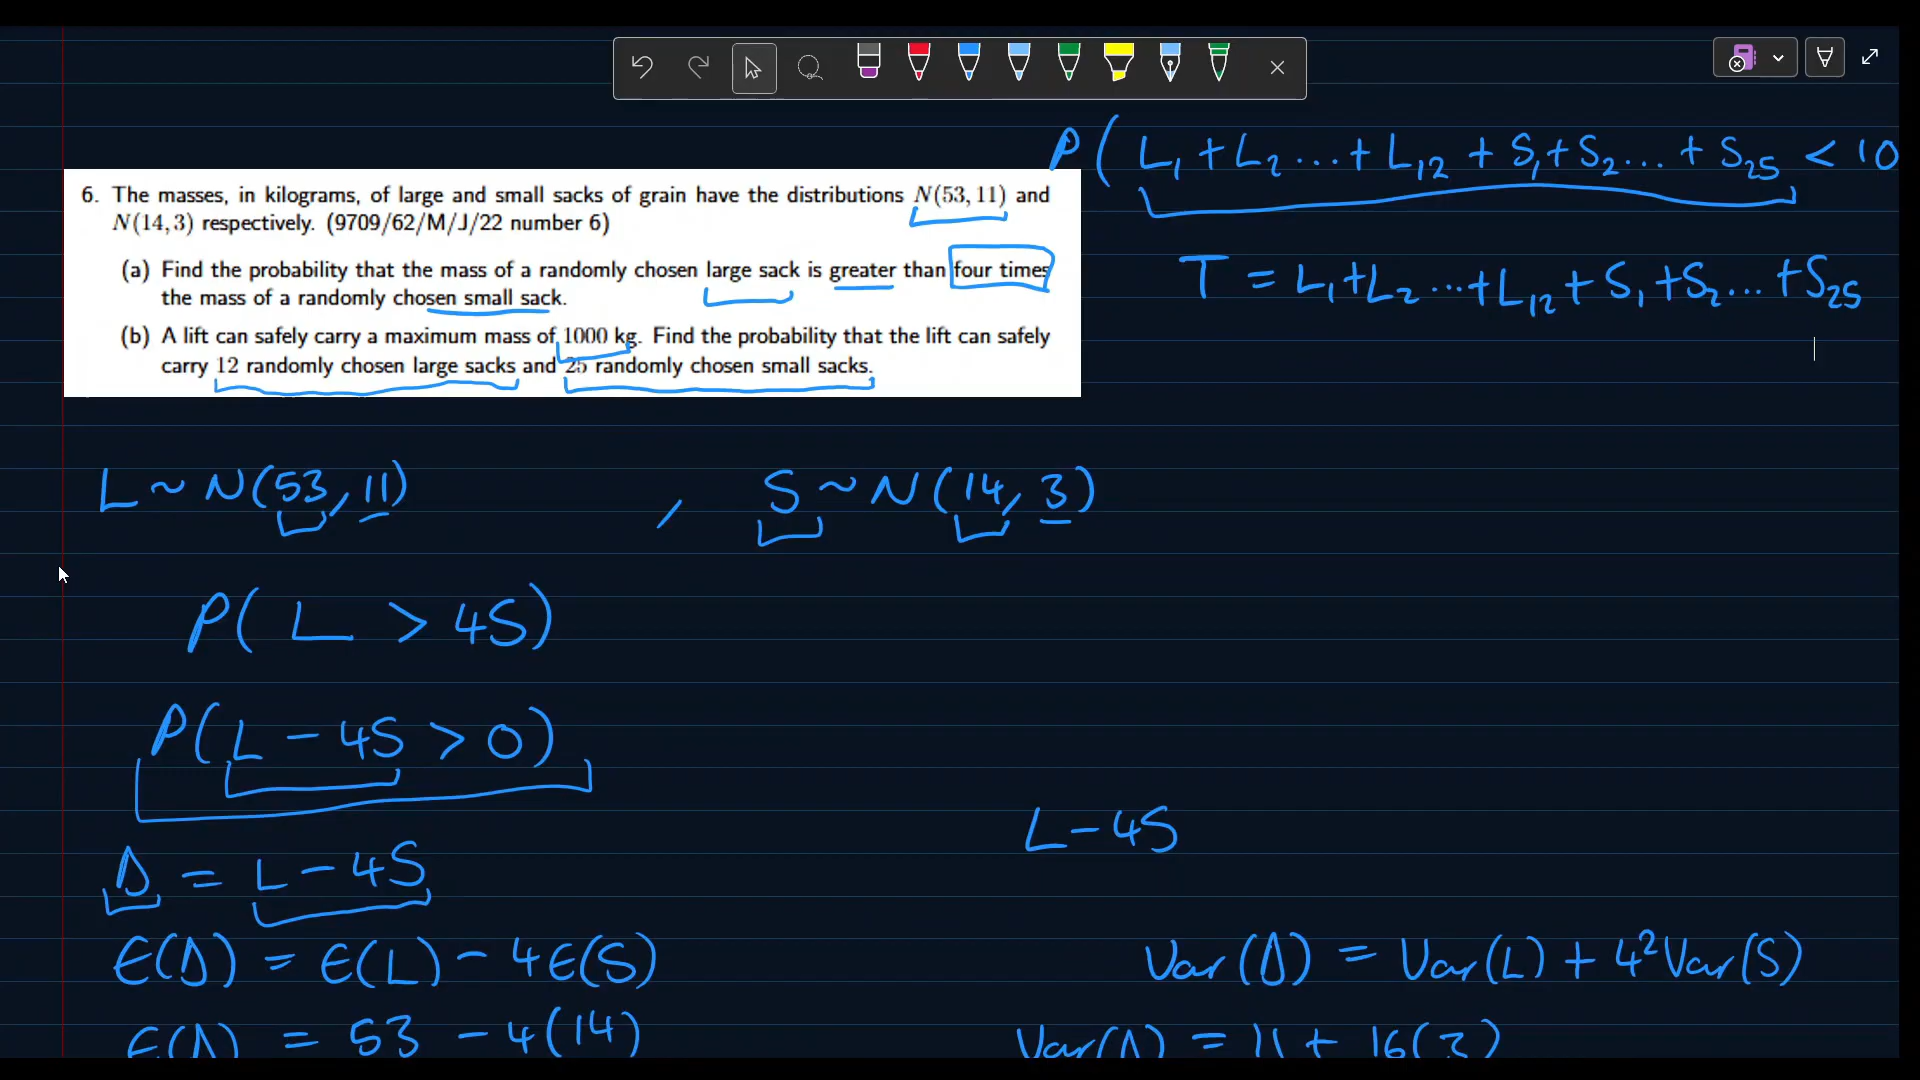 P(L₁+L₂...+L₁₂+S₁+S₂...+S₂₅<10
6. The masses, in kilograms, of large and small sacks of grain have the distributions N(53, 11) and
N(14, 3) respectively. (9709/62/M/J/22 number 6)
(a) Find the probability that the mass of a randomly chosen large sack is greater than four times
the mass of a randomly chosen small sack.
(b) A lift can safely carry a maximum mass of 1000 kg. Find the probability that the lift can safely
carry 12 randomly chosen large sacks and 25 randomly chosen small sacks.
T = L₁+L₂...+L₁₂+S₁+S₂...+S₂₅
L ~ N(53, 11) , S ~ N(14, 3)
P(L > 4S)
P(L - 4S > 0)
L - 4S
D = L - 4S
E(D) = E(L) - 4E(S) Var(D) = Var(L) + 4²Var(S)
E(D) = 53 - 4(14) Var(D) = 11 + 16(3)